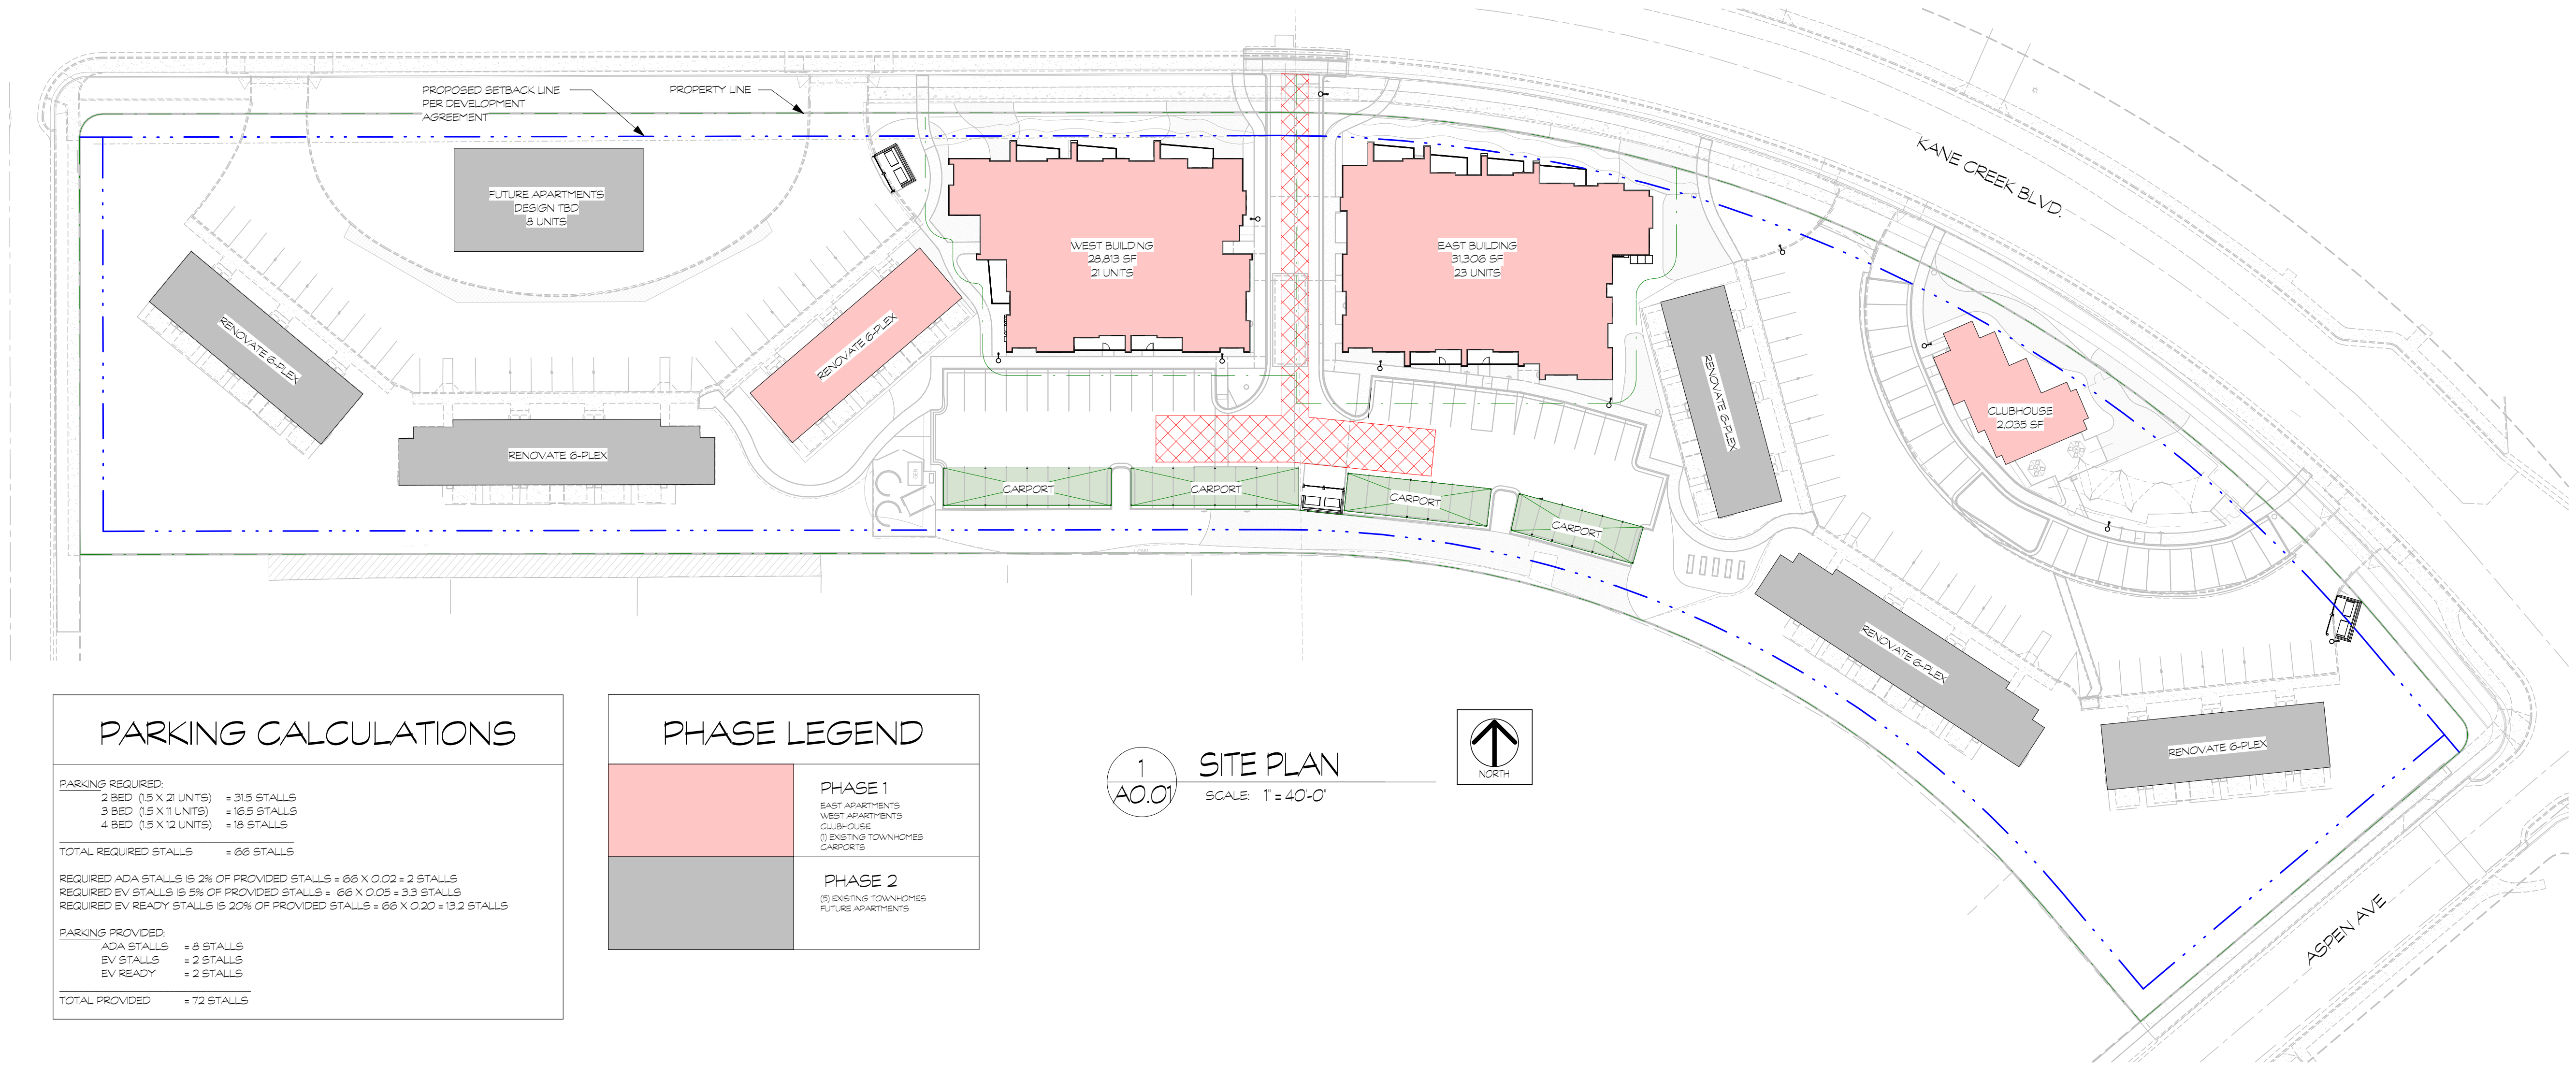 PROPOSED SETBACK LINE
PER DEVELOPMENT
AGREEMENT
PROPERTY LINE
KANE CREEK BLVD.
FUTURE APARTMENTS
DESIGN TBD
8 UNITS
WEST BUILDING
28,813 SF
21 UNITS
EAST BUILDING
31,306 SF
23 UNITS
RENOVATE 6-PLEX
RENOVATE 6-PLEX
RENOVATE 6-PLEX
RENOVATE 6-PLEX
CLUBHOUSE
2,035 SF
GEN
CARPORT
CARPORT
CARPORT
CARPORT
RENOVATE 6-PLEX
RENOVATE 6-PLEX
ASPEN AVE
PARKING CALCULATIONS
PARKING REQUIRED:
2 BED (1.5 X 21 UNITS) = 31.5 STALLS
3 BED (1.5 X 11 UNITS) = 16.5 STALLS
4 BED (1.5 X 12 UNITS) = 18 STALLS
TOTAL REQUIRED STALLS = 66 STALLS
REQUIRED ADA STALLS IS 2% OF PROVIDED STALLS = 66 X 0.02 = 2 STALLS
REQUIRED EV STALLS IS 5% OF PROVIDED STALLS = 66 X 0.05 = 3.3 STALLS
REQUIRED EV READY STALLS IS 20% OF PROVIDED STALLS = 66 X 0.20 = 13.2 STALLS
PARKING PROVIDED:
ADA STALLS = 8 STALLS
EV STALLS = 2 STALLS
EV READY = 2 STALLS
TOTAL PROVIDED = 72 STALLS
PHASE LEGEND
PHASE 1
EAST APARTMENTS
WEST APARTMENTS
CLUBHOUSE
(1) EXISTING TOWNHOMES
CARPORTS
PHASE 2
(5) EXISTING TOWNHOMES
FUTURE APARTMENTS
1
A0.01
SITE PLAN
SCALE: 1" = 40'-0"
NORTH